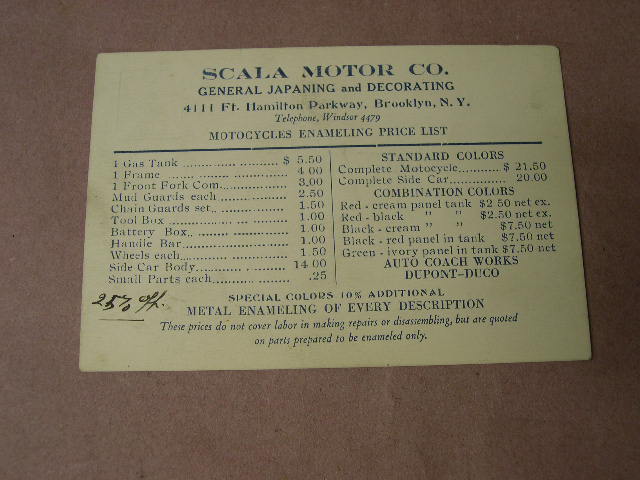 SCALA MOTOR CO.
GENERAL JAPANING and DECORATING
4111 Ft. Hamilton Parkway, Brooklyn, N. Y.
Telephone, Windsor 4479
MOTOCYCLES ENAMELING PRICE LIST
1 Gas Tank ........ $ 5.50
1 Frame ........ 4.00
1 Front Fork Com. ........ 3.00
Mud Guards each ........ 2.50
Chain Guards set ........ 1.50
Tool Box ........ 1.00
Battery Box ........ 1.00
Handle Bar ........ 1.00
Wheels each ........ 1.50
Side Car Body ........ 14.00
Small Parts each ........ .25
STANDARD COLORS
Complete Motocycle ........ $ 21.50
Complete Side Car ........ 20.00
COMBINATION COLORS
Red - cream panel tank $2 50 net ex.
Red - black " " $2.50 net ex.
Black - cream " " $7.50 net
Black - red panel in tank $7.50 net
Green - ivory panel in tank $7.50 net
AUTO COACH WORKS
DUPONT-DUCO
25% off.
SPECIAL COLORS 10% ADDITIONAL
METAL ENAMELING OF EVERY DESCRIPTION
These prices do not cover labor in making repairs or disassembling, but are quoted
on parts prepared to be enameled only.